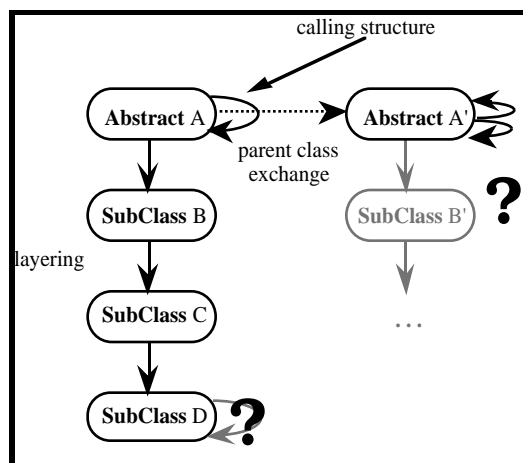 calling structure
Abstract A
Abstract A'
parent class
exchange
SubClass B
SubClass B'
?
layering
SubClass C
...
SubClass D
?